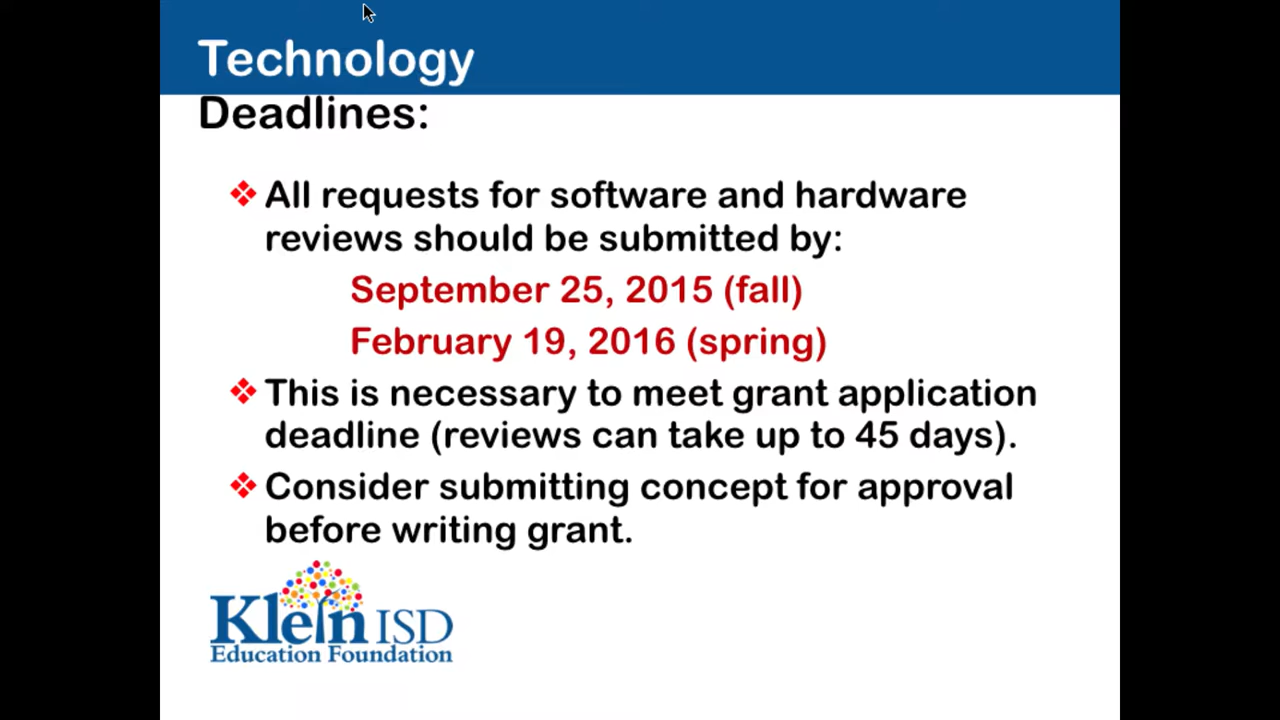 Technology
Deadlines:
❖ All requests for software and hardware
reviews should be submitted by:
September 25, 2015 (fall)
February 19, 2016 (spring)
❖ This is necessary to meet grant application
deadline (reviews can take up to 45 days).
❖ Consider submitting concept for approval
before writing grant.
Klein ISD
Education Foundation